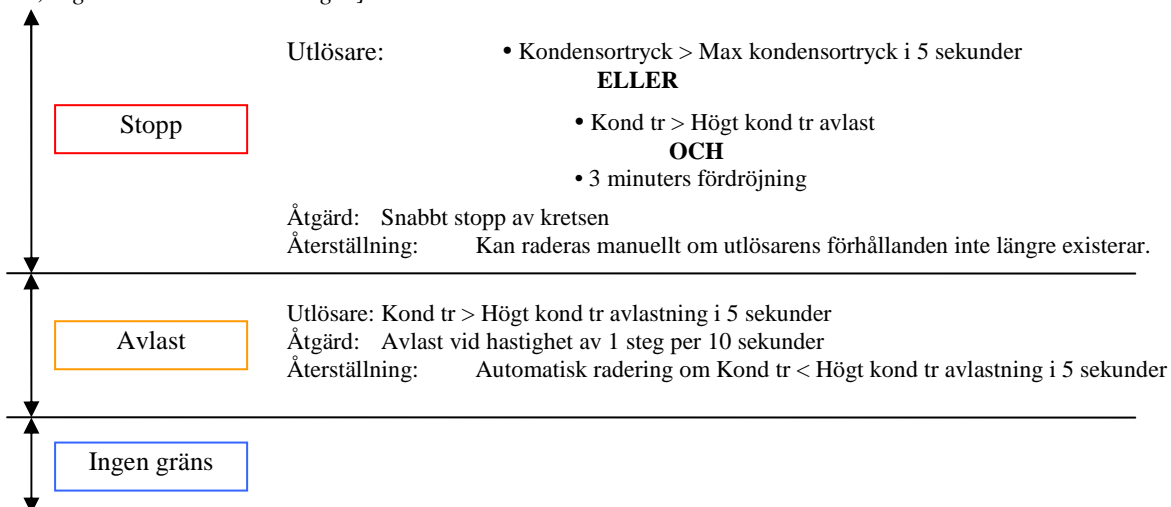 Utlösare: • Kondensortryck > Max kondensortryck i 5 sekunder
ELLER
Stopp
• Kond tr > Högt kond tr avlast
OCH
• 3 minuters fördröjning
Åtgärd: Snabbt stopp av kretsen
Återställning: Kan raderas manuellt om utlösarens förhållanden inte längre existerar.
Utlösare: Kond tr > Högt kond tr avlastning i 5 sekunder
Avlast
Åtgärd: Avlast vid hastighet av 1 steg per 10 sekunder
Återställning: Automatisk radering om Kond tr < Högt kond tr avlastning i 5 sekunder
Ingen gräns